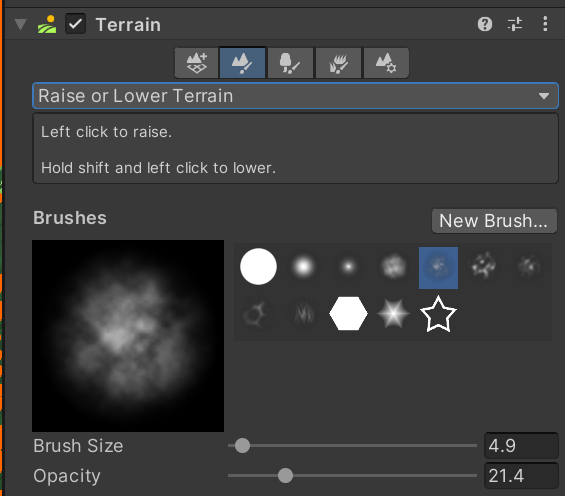 Terrain
Raise or Lower Terrain
Left click to raise.
Hold shift and left click to lower.
Brushes
New Brush...
Brush Size
4.9
Opacity
21.4